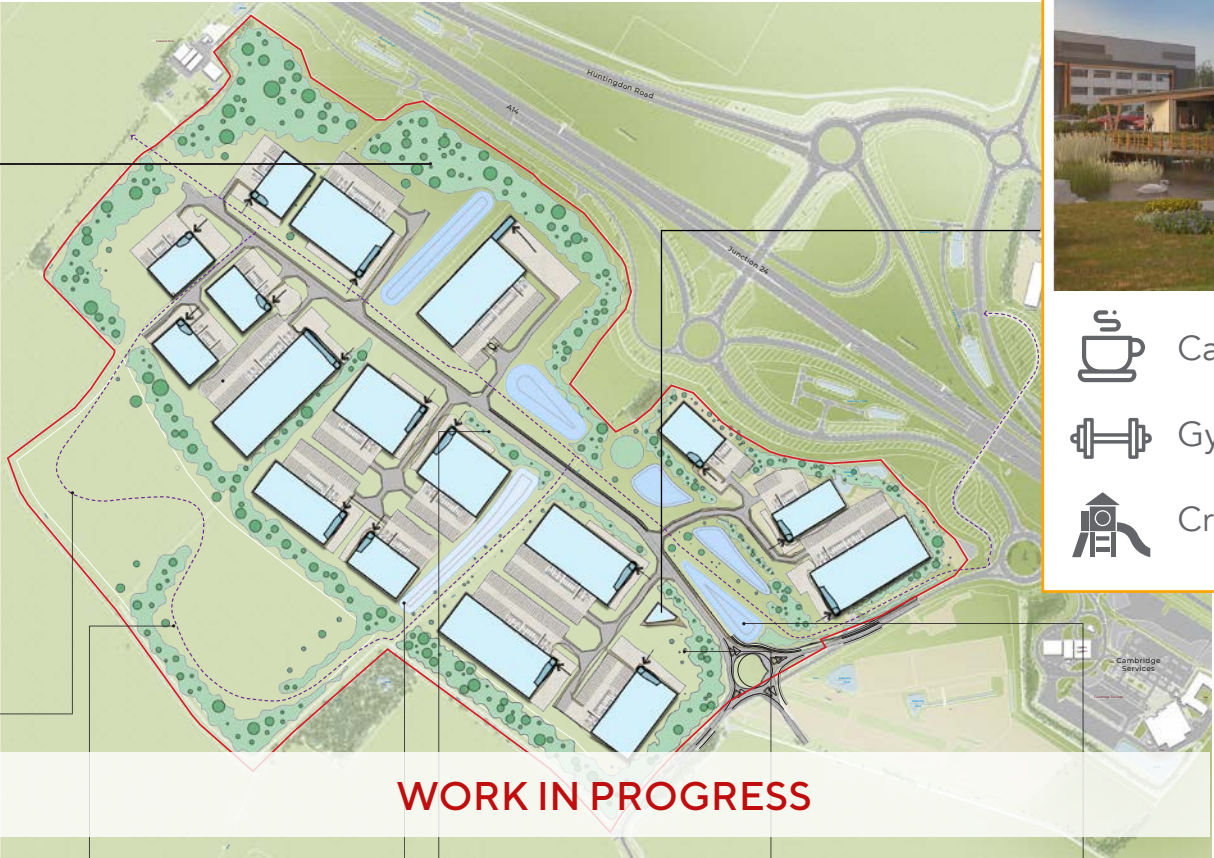 Huntingdon Road
A14
Junction 24
Ca
Gy
Cr
Cambridge
Services
WORK IN PROGRESS